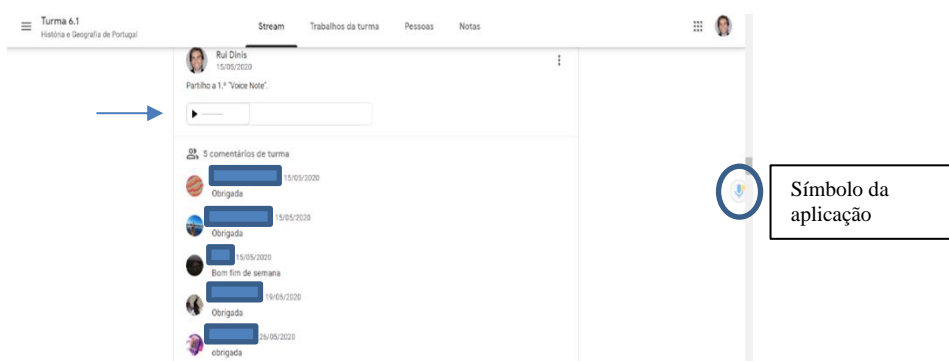 Turma 6.1
História e Geografia de Portugal
Stream Trabalhos da turma Pessoas Notas
Rui Dinis
15/05/2020
Partilho a 1.ª "Voice Note".
5 comentários de turma
15/05/2020
Obrigada
15/05/2020
Obrigada
15/05/2020
Bom fim de semana
19/05/2020
Obrigada
26/05/2020
obrigada
Símbolo da
aplicação